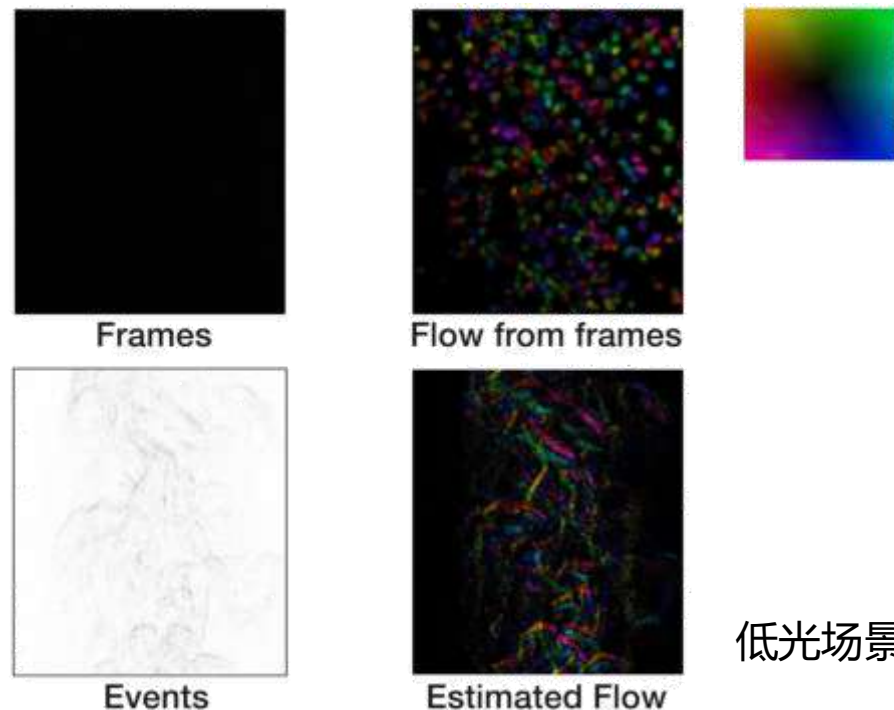 Frames
Flow from frames
Events
Estimated Flow
低光场景